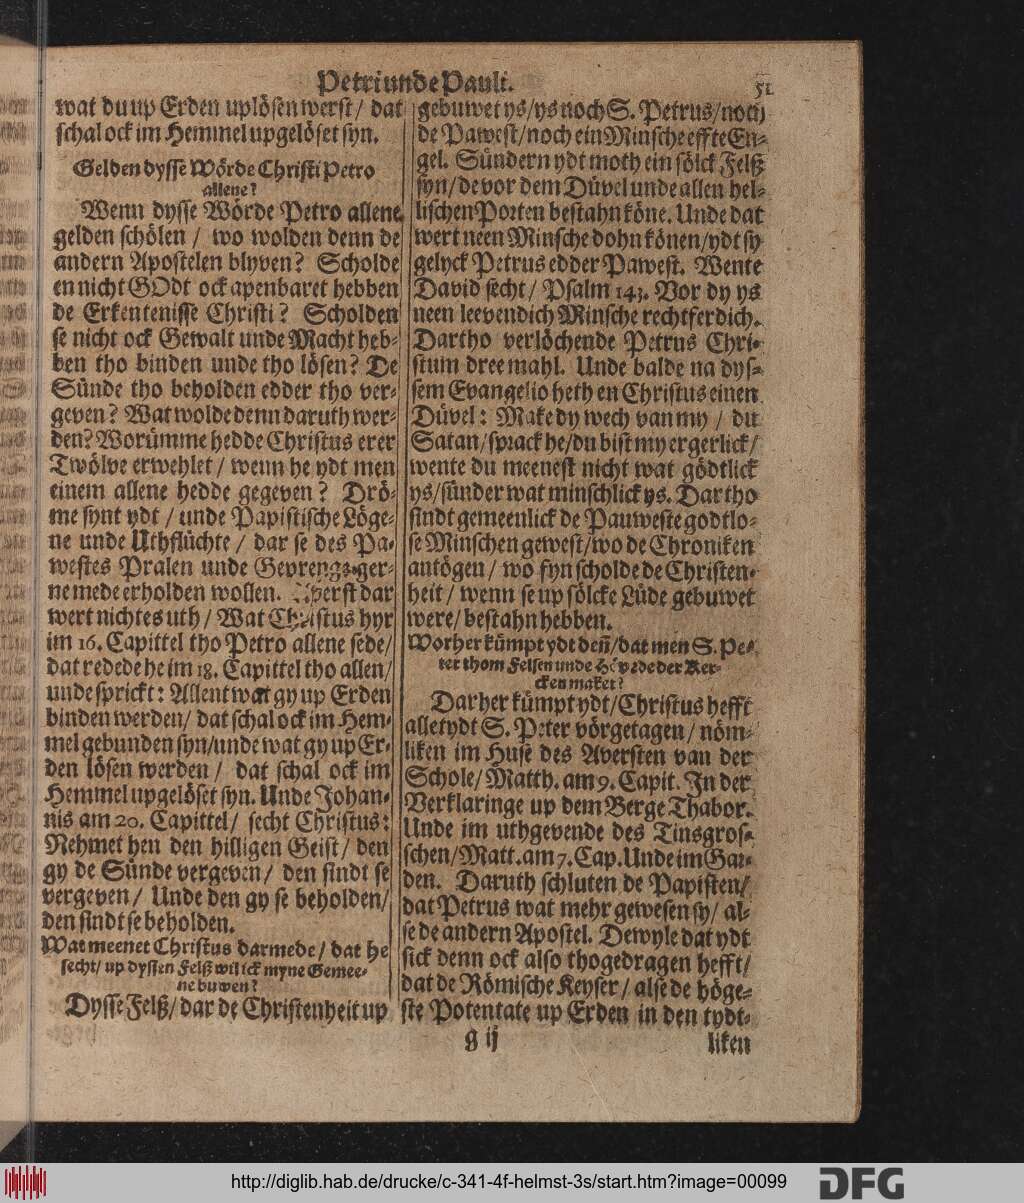 Petri unde Pauli.
51
wat du up Erden uplösen werst / dat
schal ock im Hemmel upgelöset syn.
Gelden dysse Wörde Christi Petro
allene?
Wenn dysse Wörde Petro allene
gelden schölen / wo wolden denn de
andern Apostelen blyven? Scholde
en nicht GOdt ock apenbaret hebben
de Erkentenisse Christi? Scholden
se nicht ock Gewalt unde Macht heb-
ben tho binden unde tho lösen? De
Sünde tho beholden edder tho ver-
geven? Wat wolde denn daruth wer-
den? Worümme hedde Christus erer
Twölve erwehlet / wenn he ydt men
einem allene hedde gegeven? Drö-
me synt ydt / unde Papistische Löge-
ne unde Uthflüchte / dar se des Pa-
westes Pralen unde Geprenge ger-
ne mede erholden wollen. Överst dar
wert nichtes uth / Wat Christus hyr
im 16. Capittel tho Petro allene sede /
dat redede he im 18. Capittel tho allen /
unde sprickt: Allent wat gy up Erden
binden werden / dat schal ock im Hem-
mel gebunden syn / unde wat gy up Er-
den lösen werden / dat schal ock im
Hemmel upgelöset syn. Unde Johan-
nis am 20. Capittel / secht Christus:
Nehmet hen den hilligen Geist / den
gy de Sünde vergeven / den sindt se
vergeven / Unde den gy se beholden /
den sindt se beholden.
Wat meenet Christus darmede / dat he
secht / up dyssen Felß wil ick myne Gemee-
ne buwen?
Dysse Felß / dar de Christenheit up
gebuwet ys / ys noch S. Petrus / noch
de Pawest / noch ein Minsche effte En-
gel. Sündern ydt moth ein sölck Felß
syn / de vor dem Düvel unde allen hel-
lischen Porten bestahn köne. Unde dat
wert neen Minsche dohn könen / ydt sy
gelyck Petrus edder Pawest. Wente
David secht / Psalm 143. Vor dy ys
neen leevendich Minsche rechtferdich.
Dartho verlöchende Petrus Chri-
stum dree mahl. Unde balde na dys-
sem Evangelio heth en Christus einen
Düvel: Make dy wech van my / du
Satan / sprack he / du bist my ergerlick /
wente du meenest nicht wat gödtlick
ys / sünder wat minschlick ys. Dartho
sindt gemeenlick de Pauweste godtlo-
se Minschen gewest / wo de Chroniken
antögen / wo fyn scholde de Christen-
heit / wenn se up sölcke Lüde gebuwet
were / bestahn hebben.
Worher kümpt ydt deñ / dat men S. Pe-
ter thom Felsen unde Hövede der Ker-
cken maket?
Darher kümpt ydt / Christus hefft
alletydt S. Peter vörgetagen / nöm-
liken im Huse des Aversten van der
Schole / Matth. am 9. Capit. In der
Verklaringe up dem Berge Thabor.
Unde im uthgevende des Tinsgros-
schen / Matt. am 7. Cap. Unde im Gar-
den. Daruth schluten de Papisten /
dat Petrus wat mehr gewesen sy / al-
se de andern Apostel. Dewyle dat ydt
sick denn ock also thogedragen hefft /
dat de Römische Keyser / alse de höge-
ste Potentate up Erden in den tydt-
g ij
liken
http://diglib.hab.de/drucke/c-341-4f-helmst-3s/start.htm?image=00099
DFG